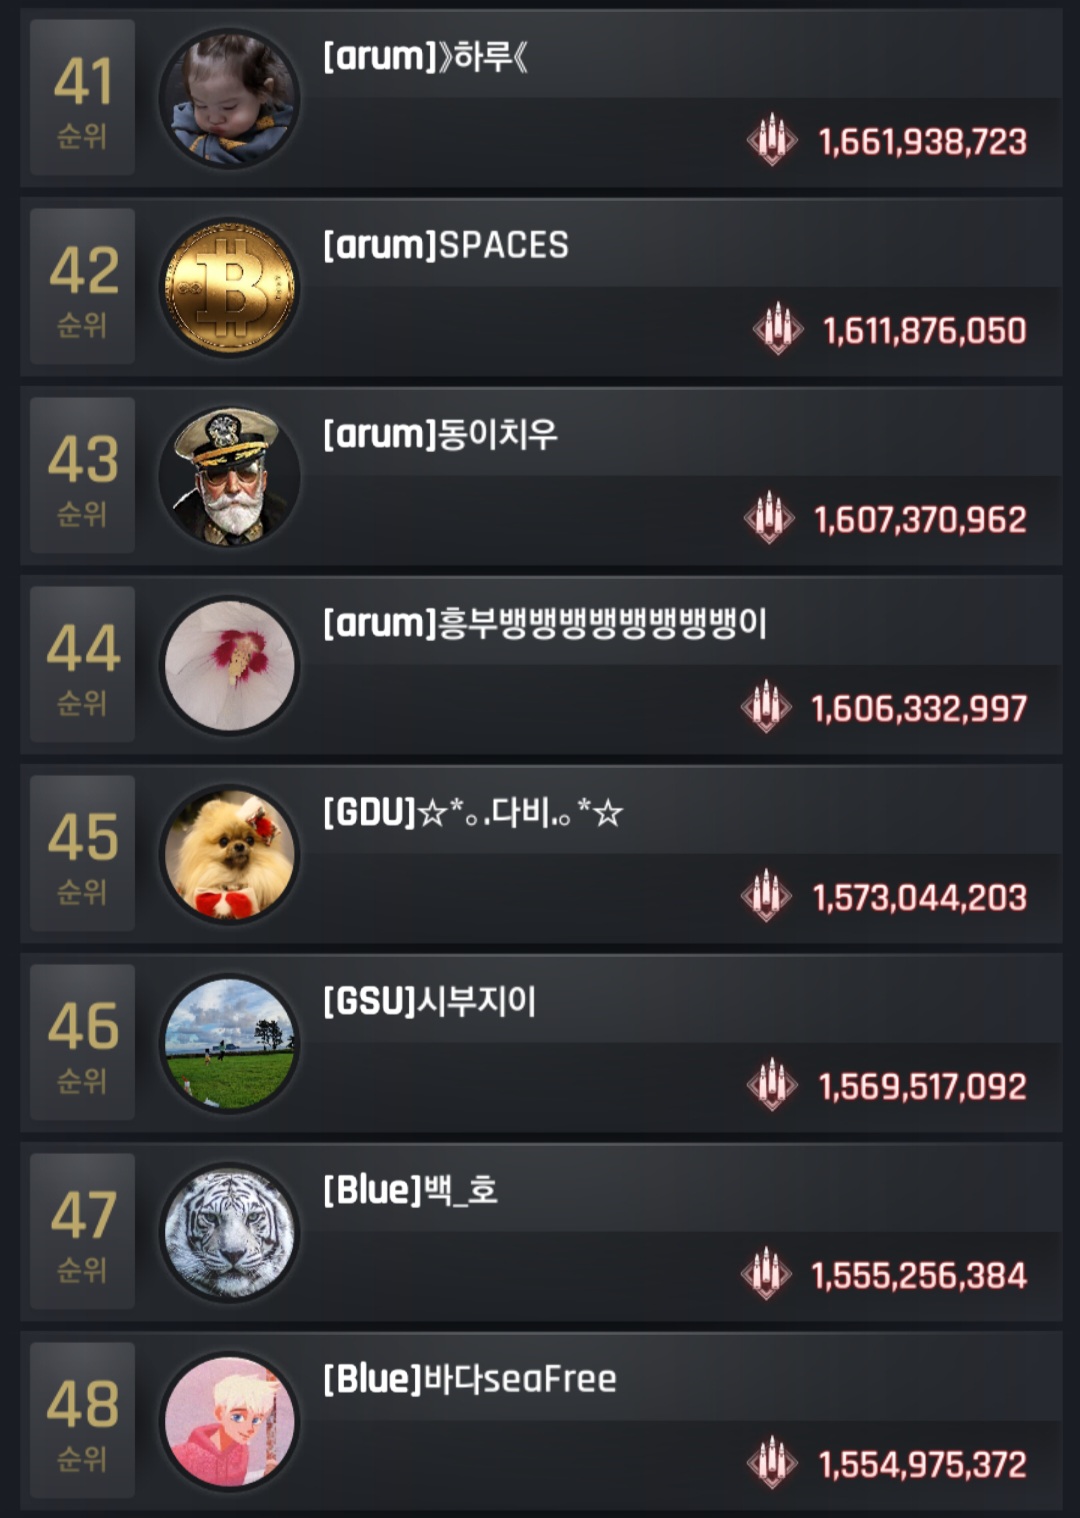 41
순위
[arum]》하루《
1,661,938,723
42
순위
[arum]SPACES
1,611,876,050
43
순위
[arum]동이치우
1,607,370,962
44
순위
[arum]흥부뱅뱅뱅뱅뱅뱅뱅뱅이
1,606,332,997
45
순위
[GDU]☆*。.다비.。*☆
1,573,044,203
46
순위
[GSU]시부지이
1,569,517,092
47
순위
[Blue]백_호
1,555,256,384
48
순위
[Blue]바다seaFree
1,554,975,372